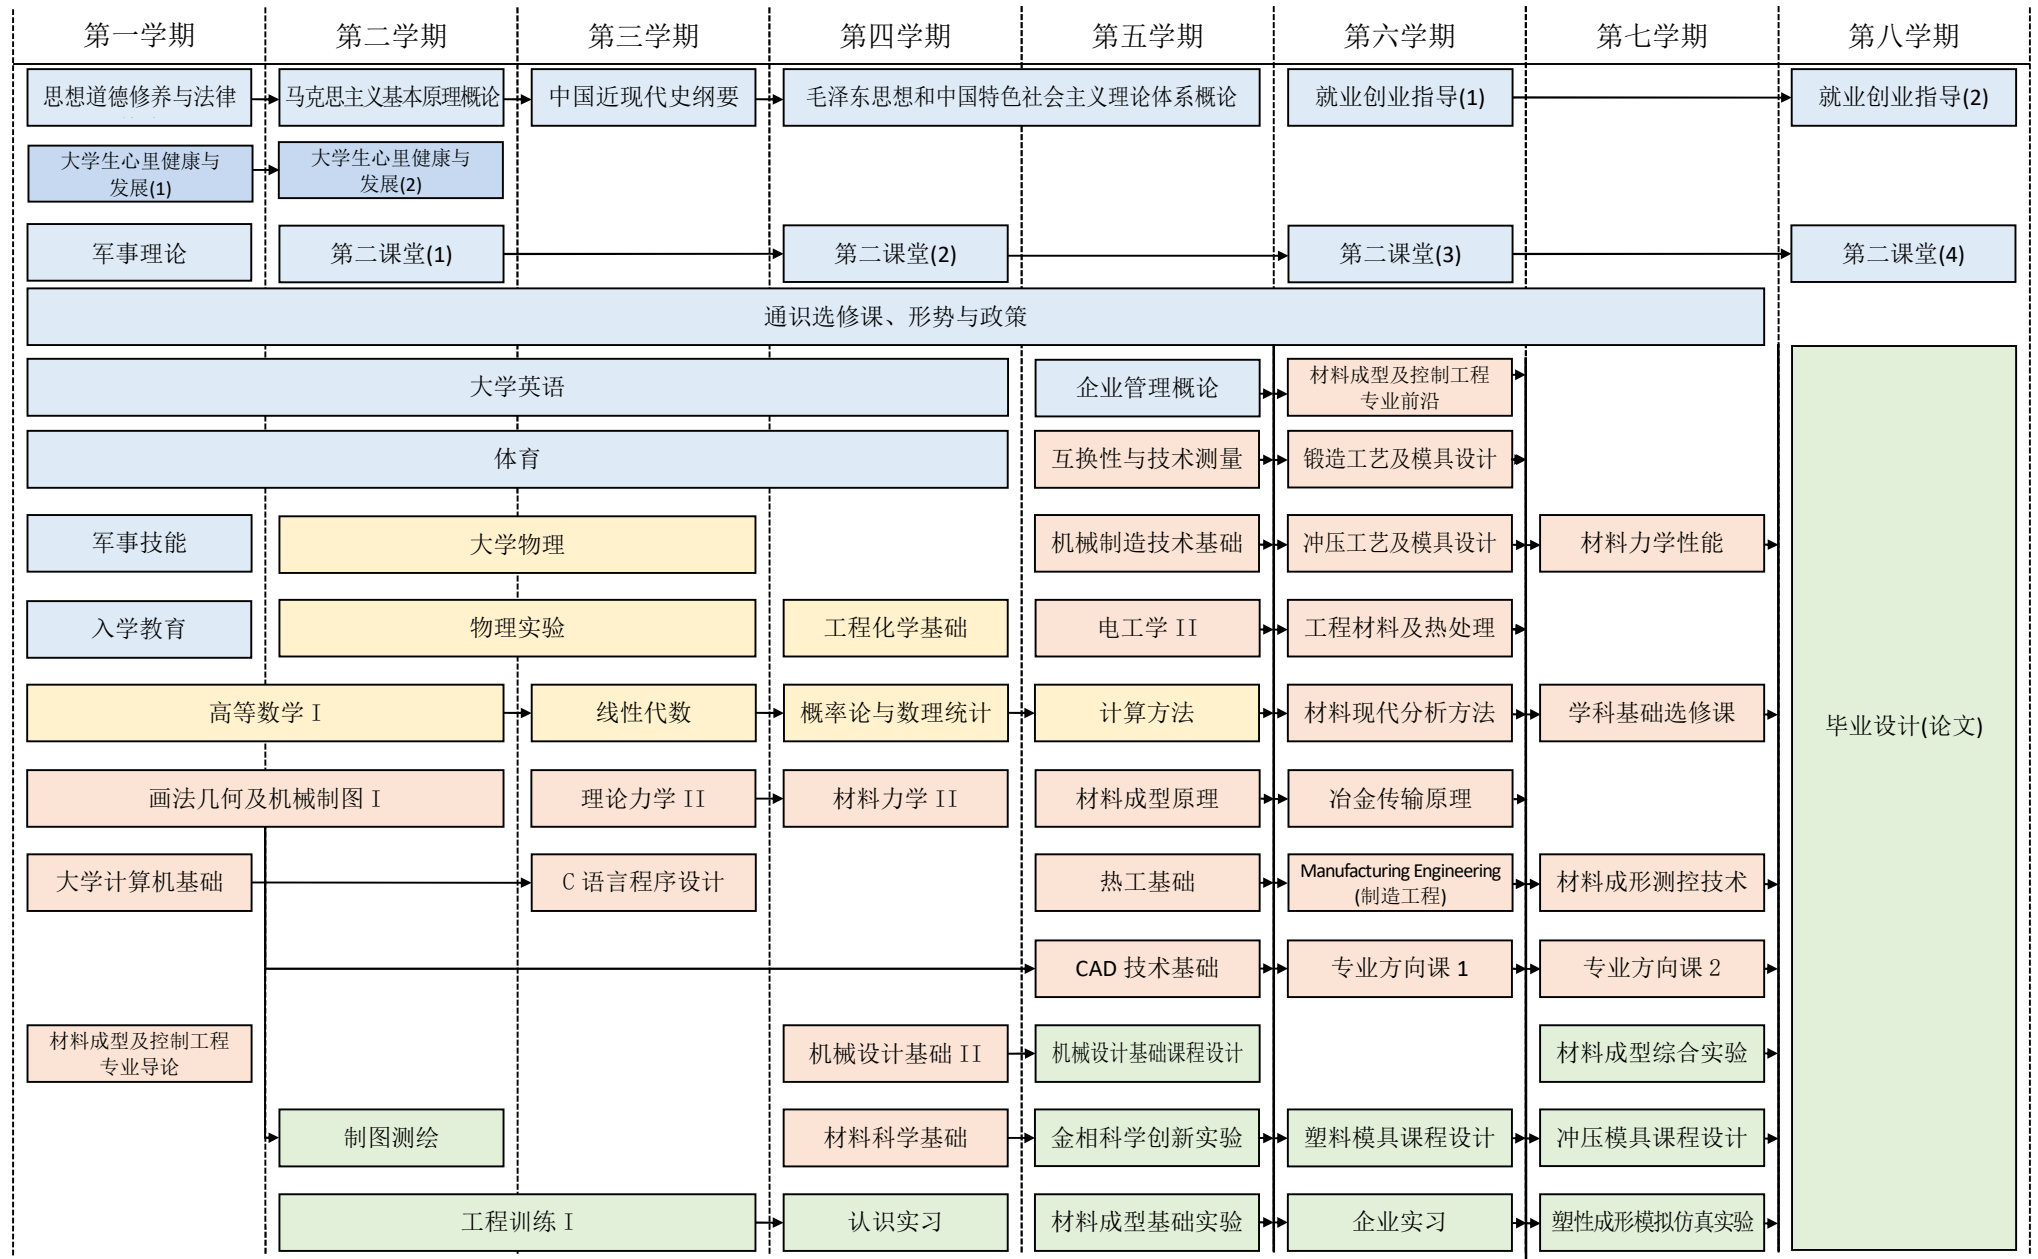 第一学期
第二学期
第三学期
第四学期
第五学期
第六学期
第七学期
第八学期
思想道德修养与法律
马克思主义基本原理概论
中国近现代史纲要
毛泽东思想和中国特色社会主义理论体系概论
就业创业指导(1)
就业创业指导(2)
大学生心里健康与
发展(1)
大学生心里健康与
发展(2)
军事理论
第二课堂(1)
第二课堂(2)
第二课堂(3)
第二课堂(4)
通识选修课、形势与政策
大学英语
企业管理概论
材料成型及控制工程
专业前沿
体育
互换性与技术测量
锻造工艺及模具设计
军事技能
大学物理
机械制造技术基础
冲压工艺及模具设计
材料力学性能
入学教育
物理实验
工程化学基础
电工学 II
工程材料及热处理
高等数学 I
线性代数
概率论与数理统计
计算方法
材料现代分析方法
学科基础选修课
毕业设计(论文)
画法几何及机械制图 I
理论力学 II
材料力学 II
材料成型原理
冶金传输原理
大学计算机基础
C 语言程序设计
热工基础
Manufacturing Engineering
(制造工程)
材料成形测控技术
CAD 技术基础
专业方向课 1
专业方向课 2
材料成型及控制工程
专业导论
机械设计基础 II
机械设计基础课程设计
材料成型综合实验
制图测绘
材料科学基础
金相科学创新实验
塑料模具课程设计
冲压模具课程设计
工程训练 I
认识实习
材料成型基础实验
企业实习
塑性成形模拟仿真实验